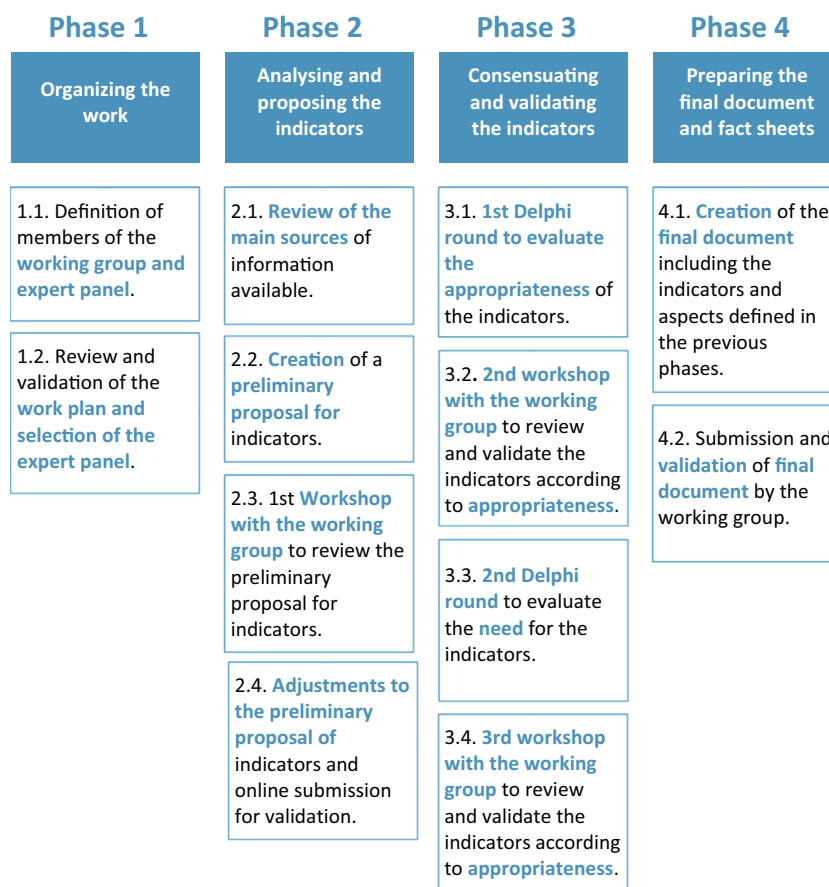 Phase 1
Organizing the
work
1.1. Definition of
members of the
working group and
expert panel.
1.2. Review and
validation of the
work plan and
selection of the
expert panel.
Phase 2
Analysing and
proposing the
indicators
2.1. Review of the
main sources of
information
available.
2.2. Creation of a
preliminary
proposal for
indicators.
2.3. 1st Workshop
with the working
group to review the
preliminary
proposal for
indicators.
2.4. Adjustments to
the preliminary
proposal of
indicators and
online submission
for validation.
Phase 3
Consensuating
and validating
the indicators
3.1. 1st Delphi
round to evaluate
the
appropriateness of
the indicators.
3.2. 2nd workshop
with the working
group to review
and validate the
indicators according
to appropriateness.
3.3. 2nd Delphi
round to evaluate
the need for the
indicators.
3.4. 3rd workshop
with the working
group to review
and validate the
indicators according
to appropriateness.
Phase 4
Preparing the
final document
and fact sheets
4.1. Creation of the
final document
including the
indicators and
aspects defined in
the previous
phases.
4.2. Submission and
validation of final
document by the
working group.